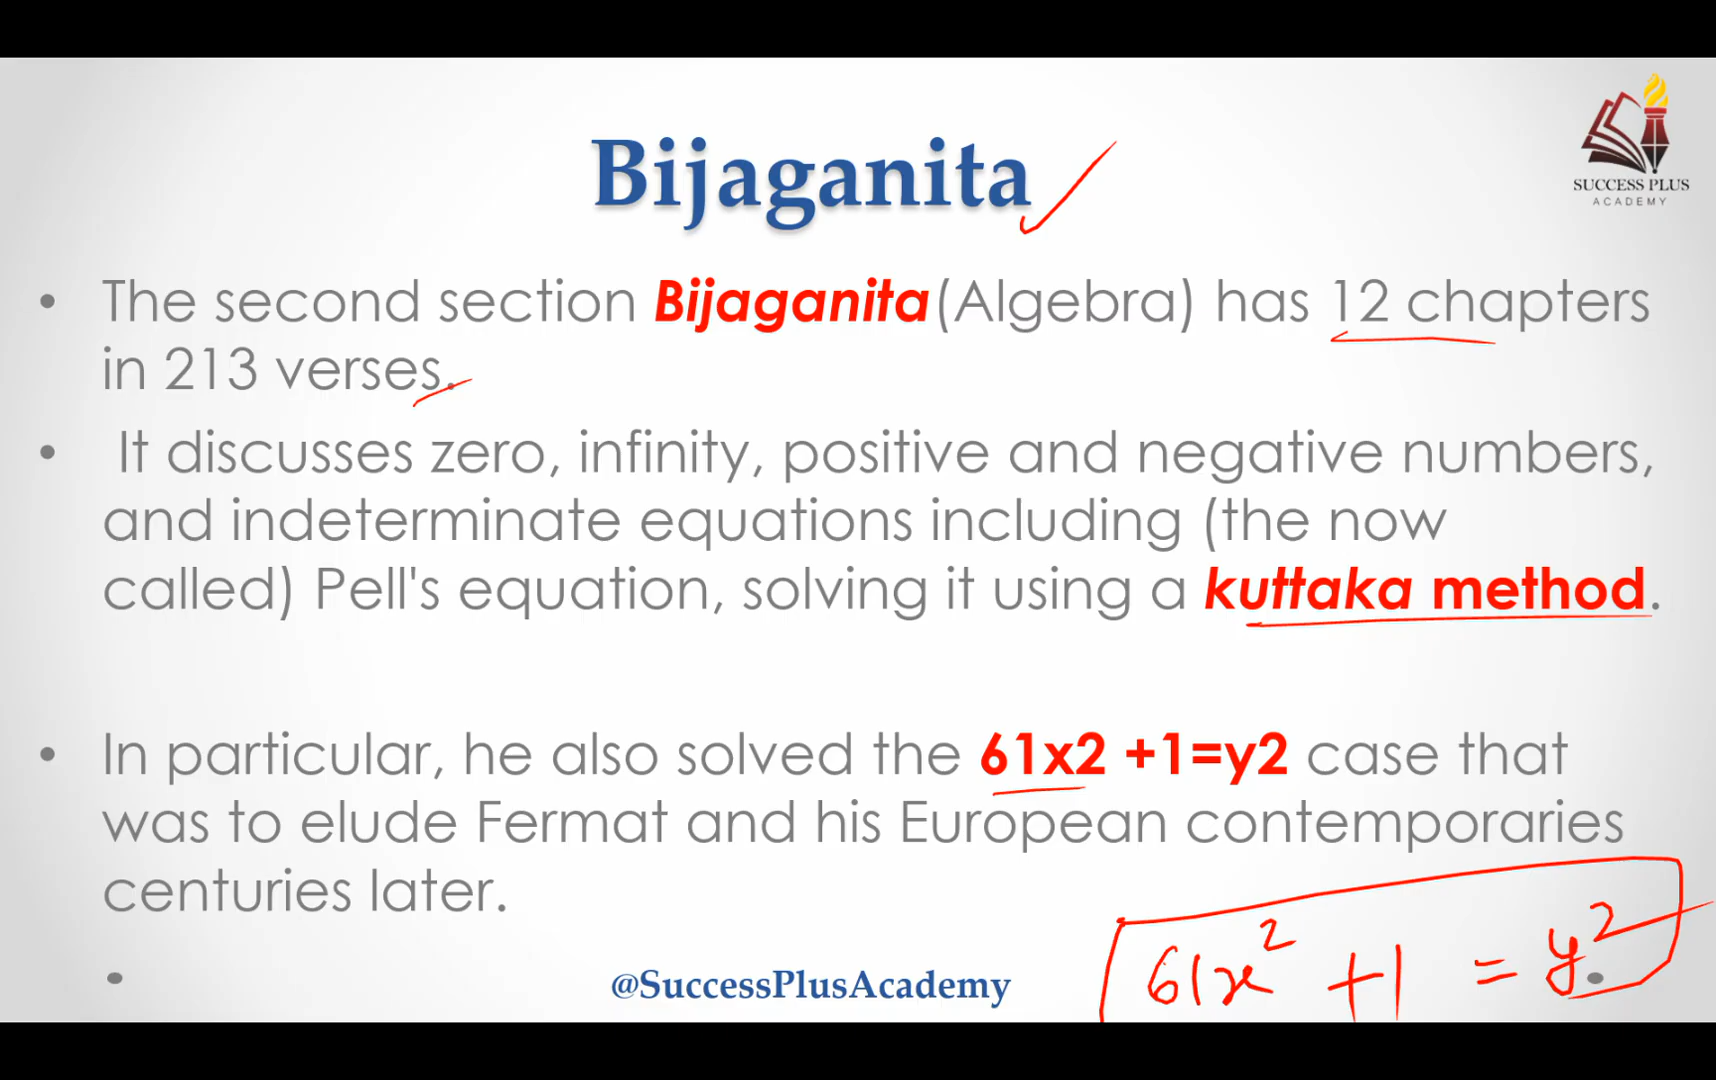 SUCCESS PLUS
ACADEMY
Bijaganita
• The second section Bijaganita(Algebra) has 12 chapters
in 213 verses.
• It discusses zero, infinity, positive and negative numbers,
and indeterminate equations including (the now
called) Pell's equation, solving it using a kuttaka method.
• In particular, he also solved the 61x2 +1=y2 case that
was to elude Fermat and his European contemporaries
centuries later.
61x² +1 = y²
@SuccessPlusAcademy